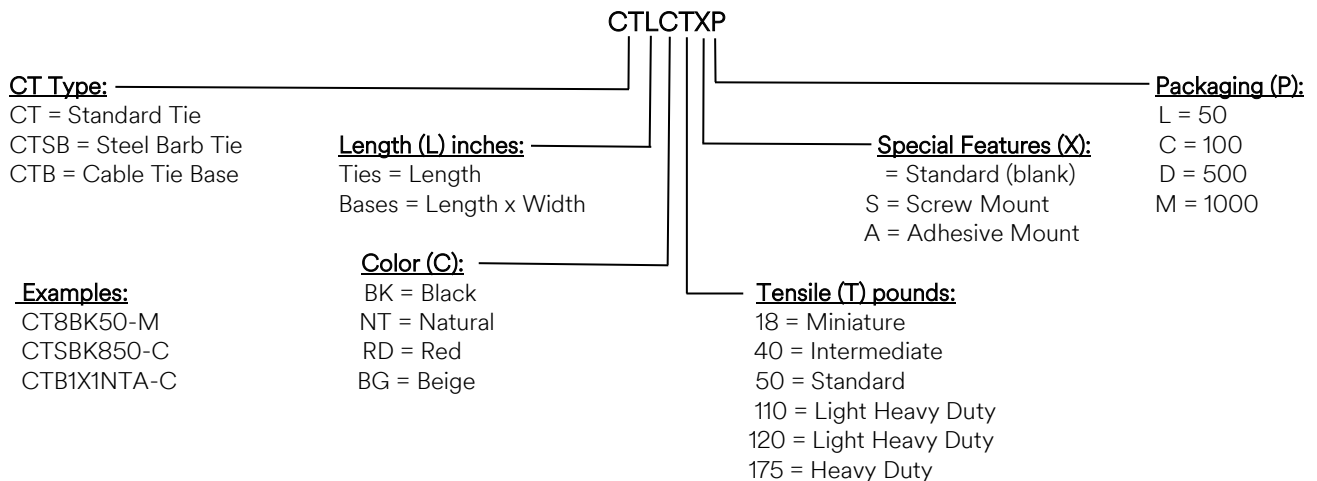 CTLCTXP
CT Type:
CT = Standard Tie
CTSB = Steel Barb Tie
CTB = Cable Tie Base
Length (L) inches:
Ties = Length
Bases = Length x Width
Special Features (X):
= Standard (blank)
S = Screw Mount
A = Adhesive Mount
Packaging (P):
L = 50
C = 100
D = 500
M = 1000
Examples:
CT8BK50-M
CTSBK850-C
CTB1X1NTA-C
Color (C):
BK = Black
NT = Natural
RD = Red
BG = Beige
Tensile (T) pounds:
18 = Miniature
40 = Intermediate
50 = Standard
110 = Light Heavy Duty
120 = Light Heavy Duty
175 = Heavy Duty